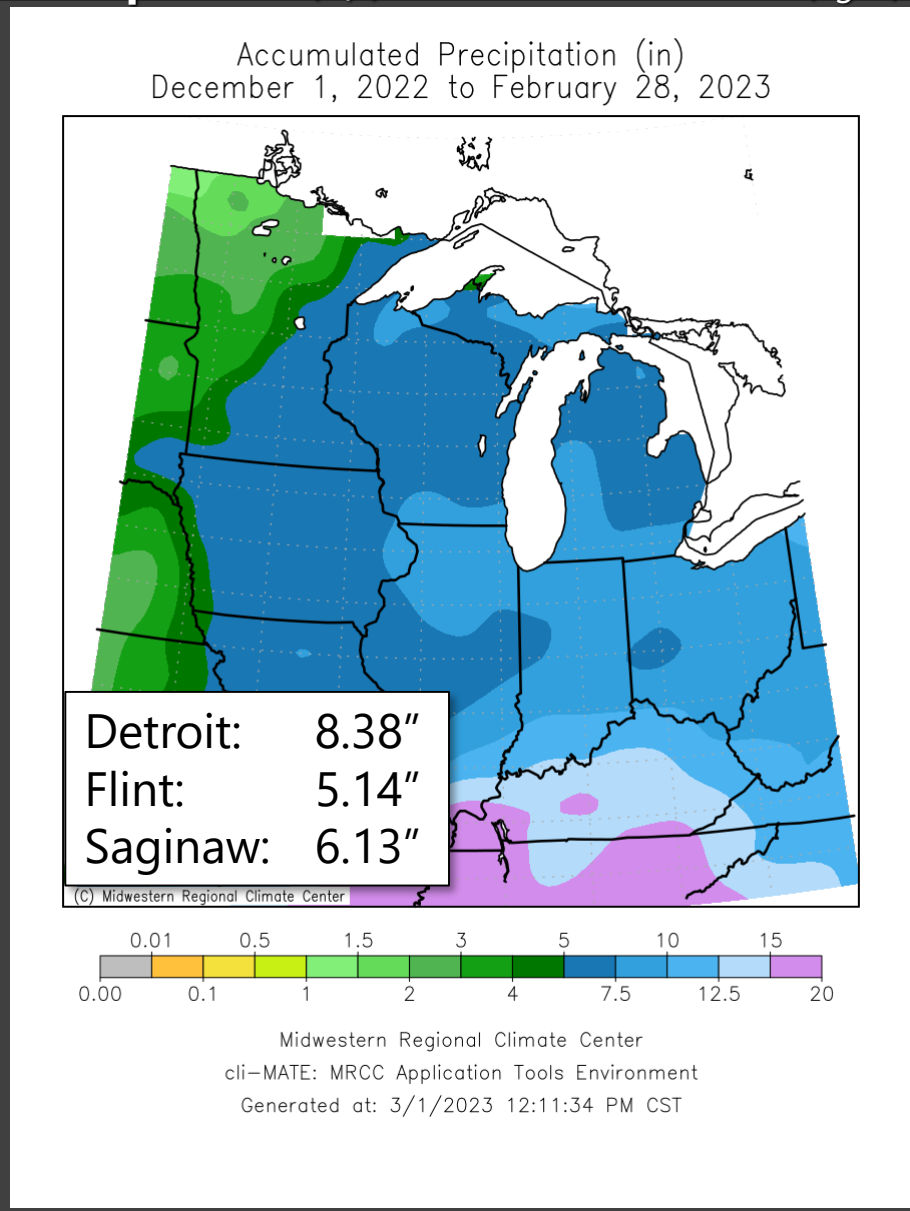 Accumulated Precipitation (in)
December 1, 2022 to February 28, 2023
Detroit: 8.38”
Flint: 5.14”
Saginaw: 6.13”
(C) Midwestern Regional Climate Center
0.01 0.5 1.5 3 5 10 15
0.00 0.1 1 2 4 7.5 12.5 20
Midwestern Regional Climate Center
cli-MATE: MRCC Application Tools Environment
Generated at: 3/1/2023 12:11:34 PM CST